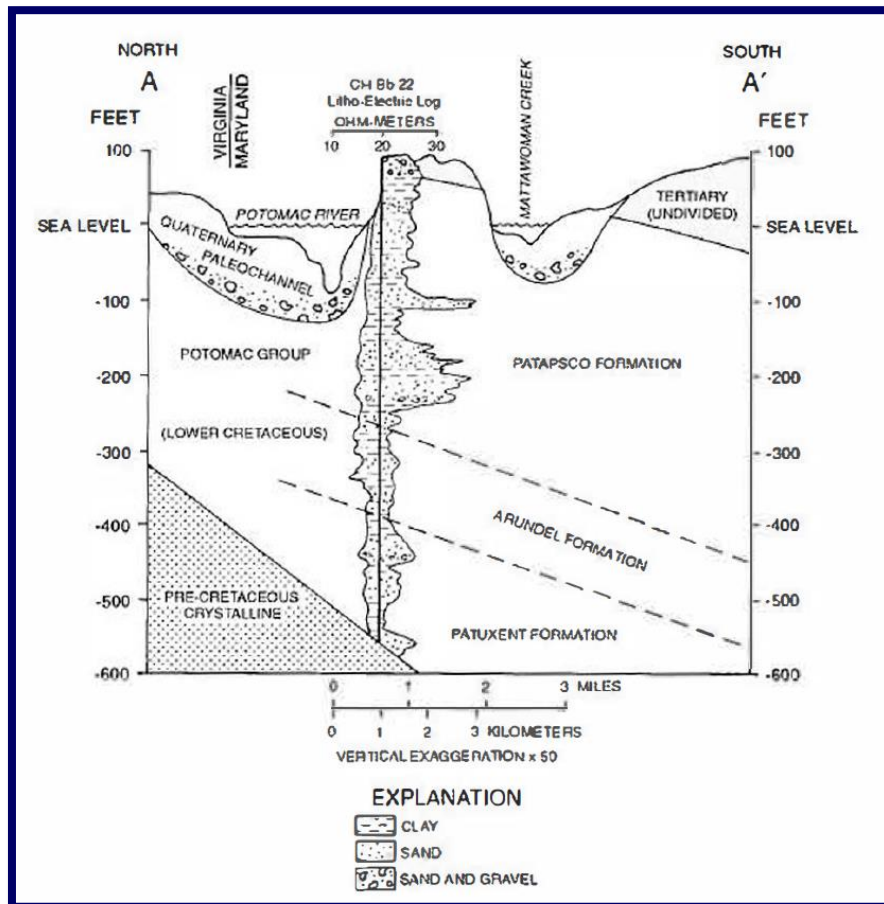 NORTH
SOUTH
A
A′
CH Bb 22
Litho-Electric Log
OHM-METERS
10 20 30
FEET
FEET
VIRGINIA
MARYLAND
MATTAWOMAN CREEK
100
100
POTOMAC RIVER
TERTIARY
(UNDIVIDED)
SEA LEVEL
SEA LEVEL
QUATERNARY
PALEOCHANNEL
-100
-100
POTOMAC GROUP
PATAPSCO FORMATION
-200
-200
(LOWER CRETACEOUS)
-300
-300
-400
-400
ARUNDEL FORMATION
PRE-CRETACEOUS
CRYSTALLINE
-500
-500
PATUXENT FORMATION
-600
-600
0 1 2 3 MILES
0 1 2 3 KILOMETERS
VERTICAL EXAGGERATION x 50
EXPLANATION
CLAY
SAND
SAND AND GRAVEL